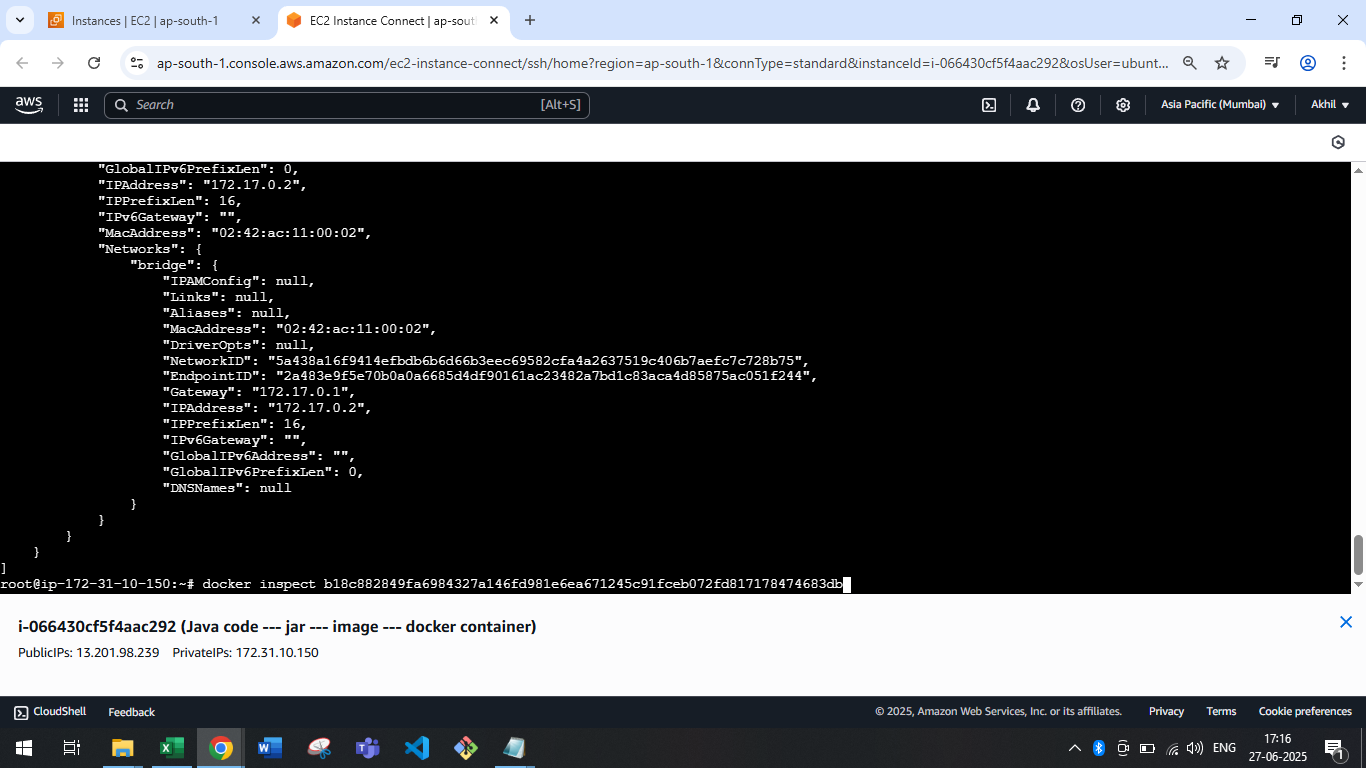 Instances | EC2 | ap-south-1
EC2 Instance Connect | ap-sout
ap-south-1.console.aws.amazon.com/ec2-instance-connect/ssh/home?region=ap-south-1&connType=standard&instanceId=i-066430cf5f4aac292&osUser=ubunt...
aws
Search
[Alt+S]
Asia Pacific (Mumbai)
Akhil
"GlobalIPv6PrefixLen": 0,
"IPAddress": "172.17.0.2",
"IPPrefixLen": 16,
"IPv6Gateway": "",
"MacAddress": "02:42:ac:11:00:02",
"Networks": {
"bridge": {
"IPAMConfig": null,
"Links": null,
"Aliases": null,
"MacAddress": "02:42:ac:11:00:02",
"DriverOpts": null,
"NetworkID": "5a438a16f9414efbdb6b6d66b3eec69582cfa4a2637519c406b7aefc7c728b75",
"EndpointID": "2a483e9f5e70b0a0a6685d4df90161ac23482a7bd1c83aca4d85875ac051f244",
"Gateway": "172.17.0.1",
"IPAddress": "172.17.0.2",
"IPPrefixLen": 16,
"IPv6Gateway": "",
"GlobalIPv6Address": "",
"GlobalIPv6PrefixLen": 0,
"DNSNames": null
}
}
}
}
]
root@ip-172-31-10-150:~# docker inspect b18c882849fa6984327a146fd981e6ea671245c91fceb072fd817178474683db
i-066430cf5f4aac292 (Java code --- jar --- image --- docker container)
PublicIPs: 13.201.98.239 PrivateIPs: 172.31.10.150
CloudShell
Feedback
© 2025, Amazon Web Services, Inc. or its affiliates.
Privacy
Terms
Cookie preferences
ENG
17:16
27-06-2025
1